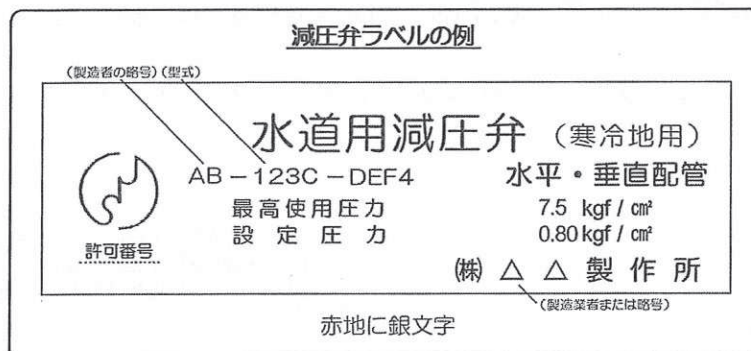 減圧弁ラベルの例
(製造者の略号) (型式)
水道用減圧弁 (寒冷地用)
AB-123C-DEF4 水平・垂直配管
最高使用圧力 7.5 kgf/c㎡
設定圧力 0.80kgf/c㎡
許可番号
(株) △ △ 製作所
(製造業者または略号)
赤地に銀文字